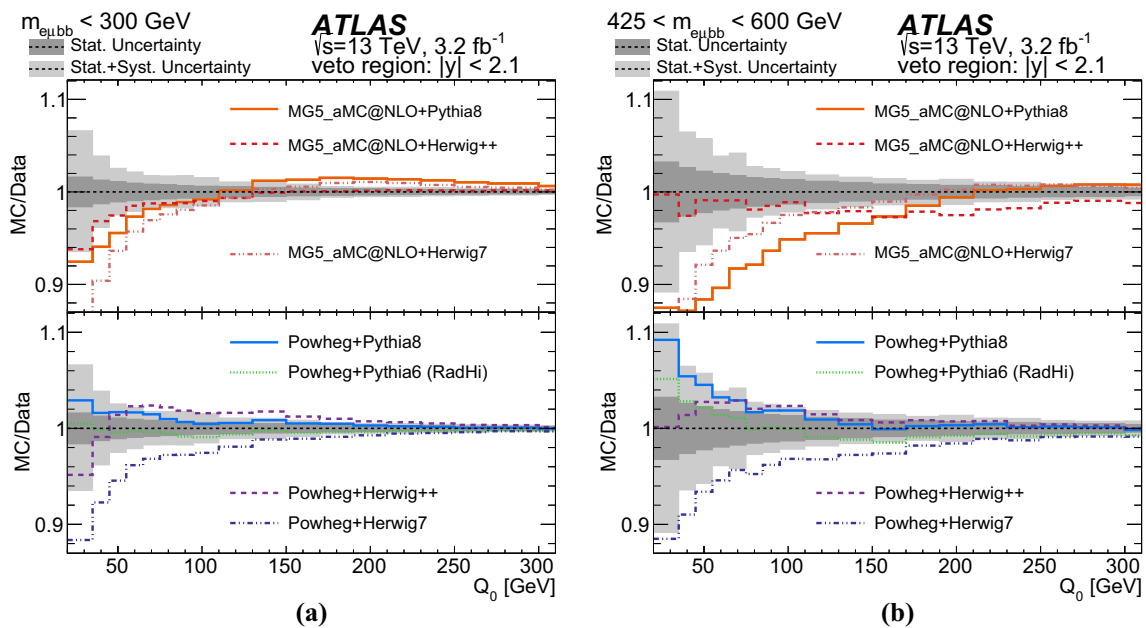 m_eμbb < 300 GeV
ATLAS
Stat. Uncertainty
Stat.+Syst. Uncertainty
√s=13 TeV, 3.2 fb⁻¹
veto region: |y| < 2.1
MC/Data
1.1
1
0.9
MG5_aMC@NLO+Pythia8
MG5_aMC@NLO+Herwig++
MG5_aMC@NLO+Herwig7
MC/Data
1.1
1
0.9
Powheg+Pythia8
Powheg+Pythia6 (RadHi)
Powheg+Herwig++
Powheg+Herwig7
50 100 150 200 250 300
Q₀ [GeV]
(a)
425 < m_eμbb < 600 GeV
ATLAS
Stat. Uncertainty
Stat.+Syst. Uncertainty
√s=13 TeV, 3.2 fb⁻¹
veto region: |y| < 2.1
MC/Data
1.1
1
0.9
MG5_aMC@NLO+Pythia8
MG5_aMC@NLO+Herwig++
MG5_aMC@NLO+Herwig7
MC/Data
1.1
1
0.9
Powheg+Pythia8
Powheg+Pythia6 (RadHi)
Powheg+Herwig++
Powheg+Herwig7
50 100 150 200 250 300
Q₀ [GeV]
(b)